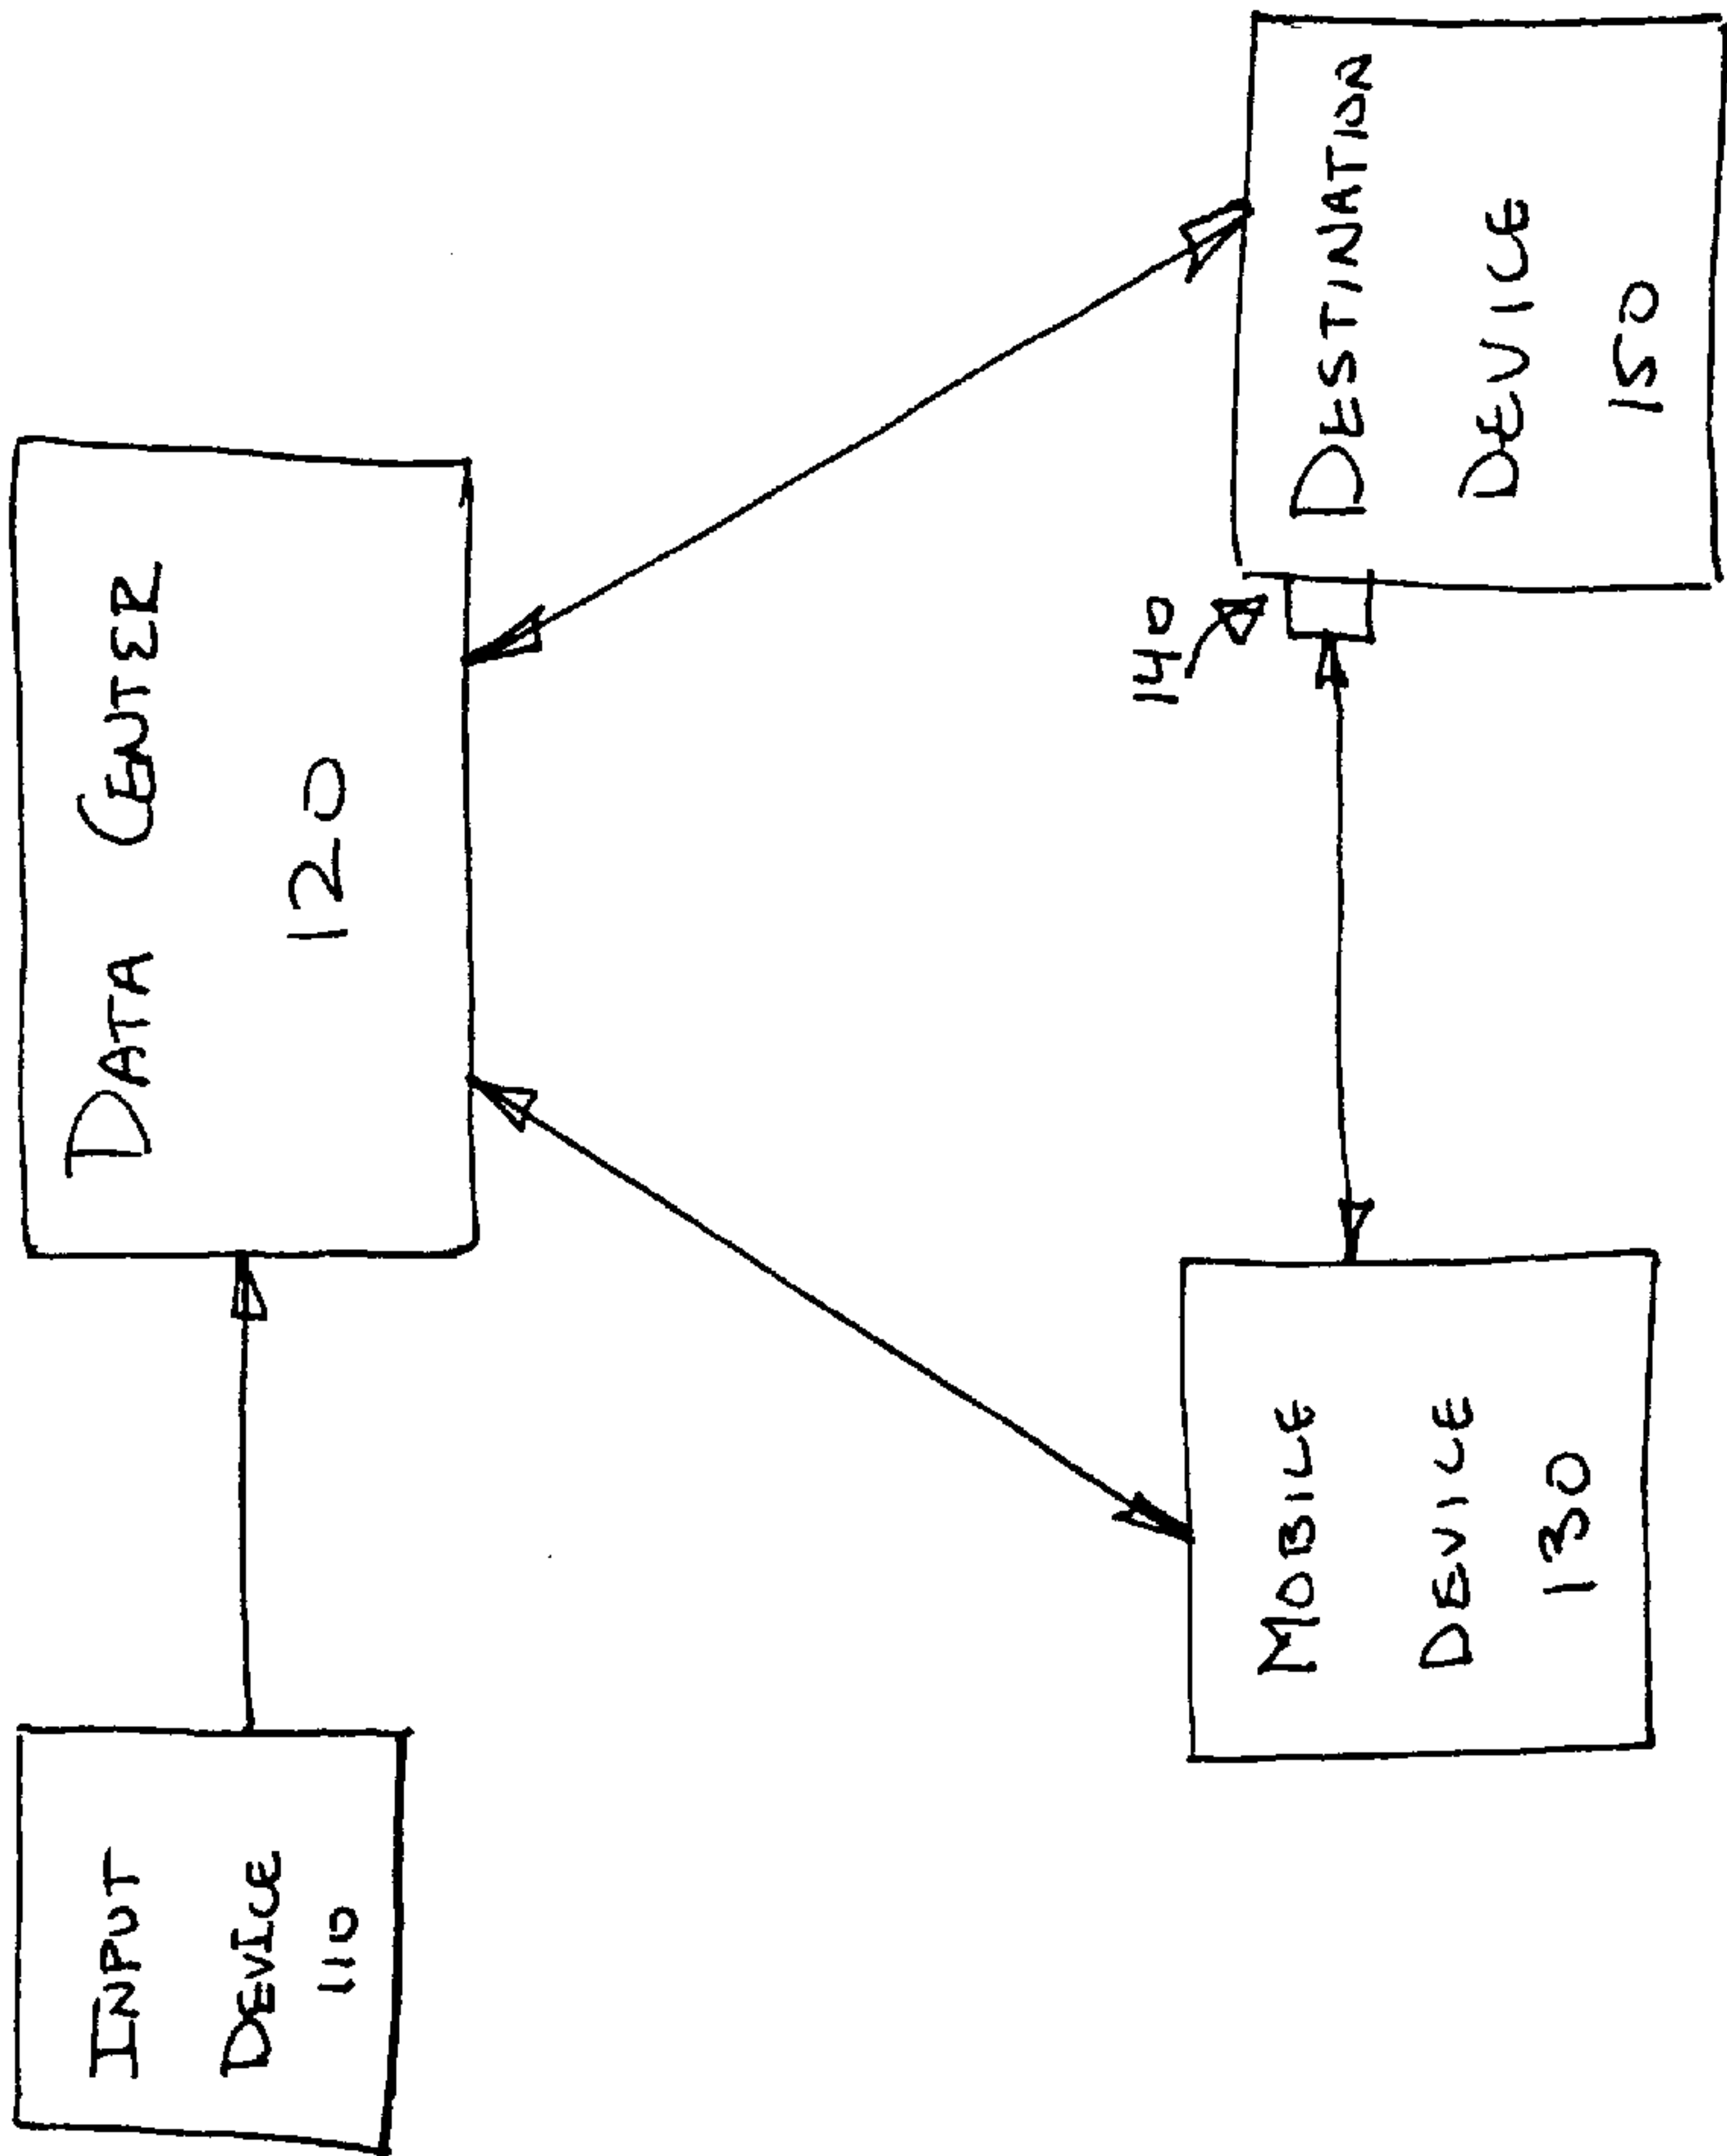 INPUT
DEVICE
110
DATA CENTER
120
MOBILE
DEVICE
130
140
DESTINATION
DEVICE
150